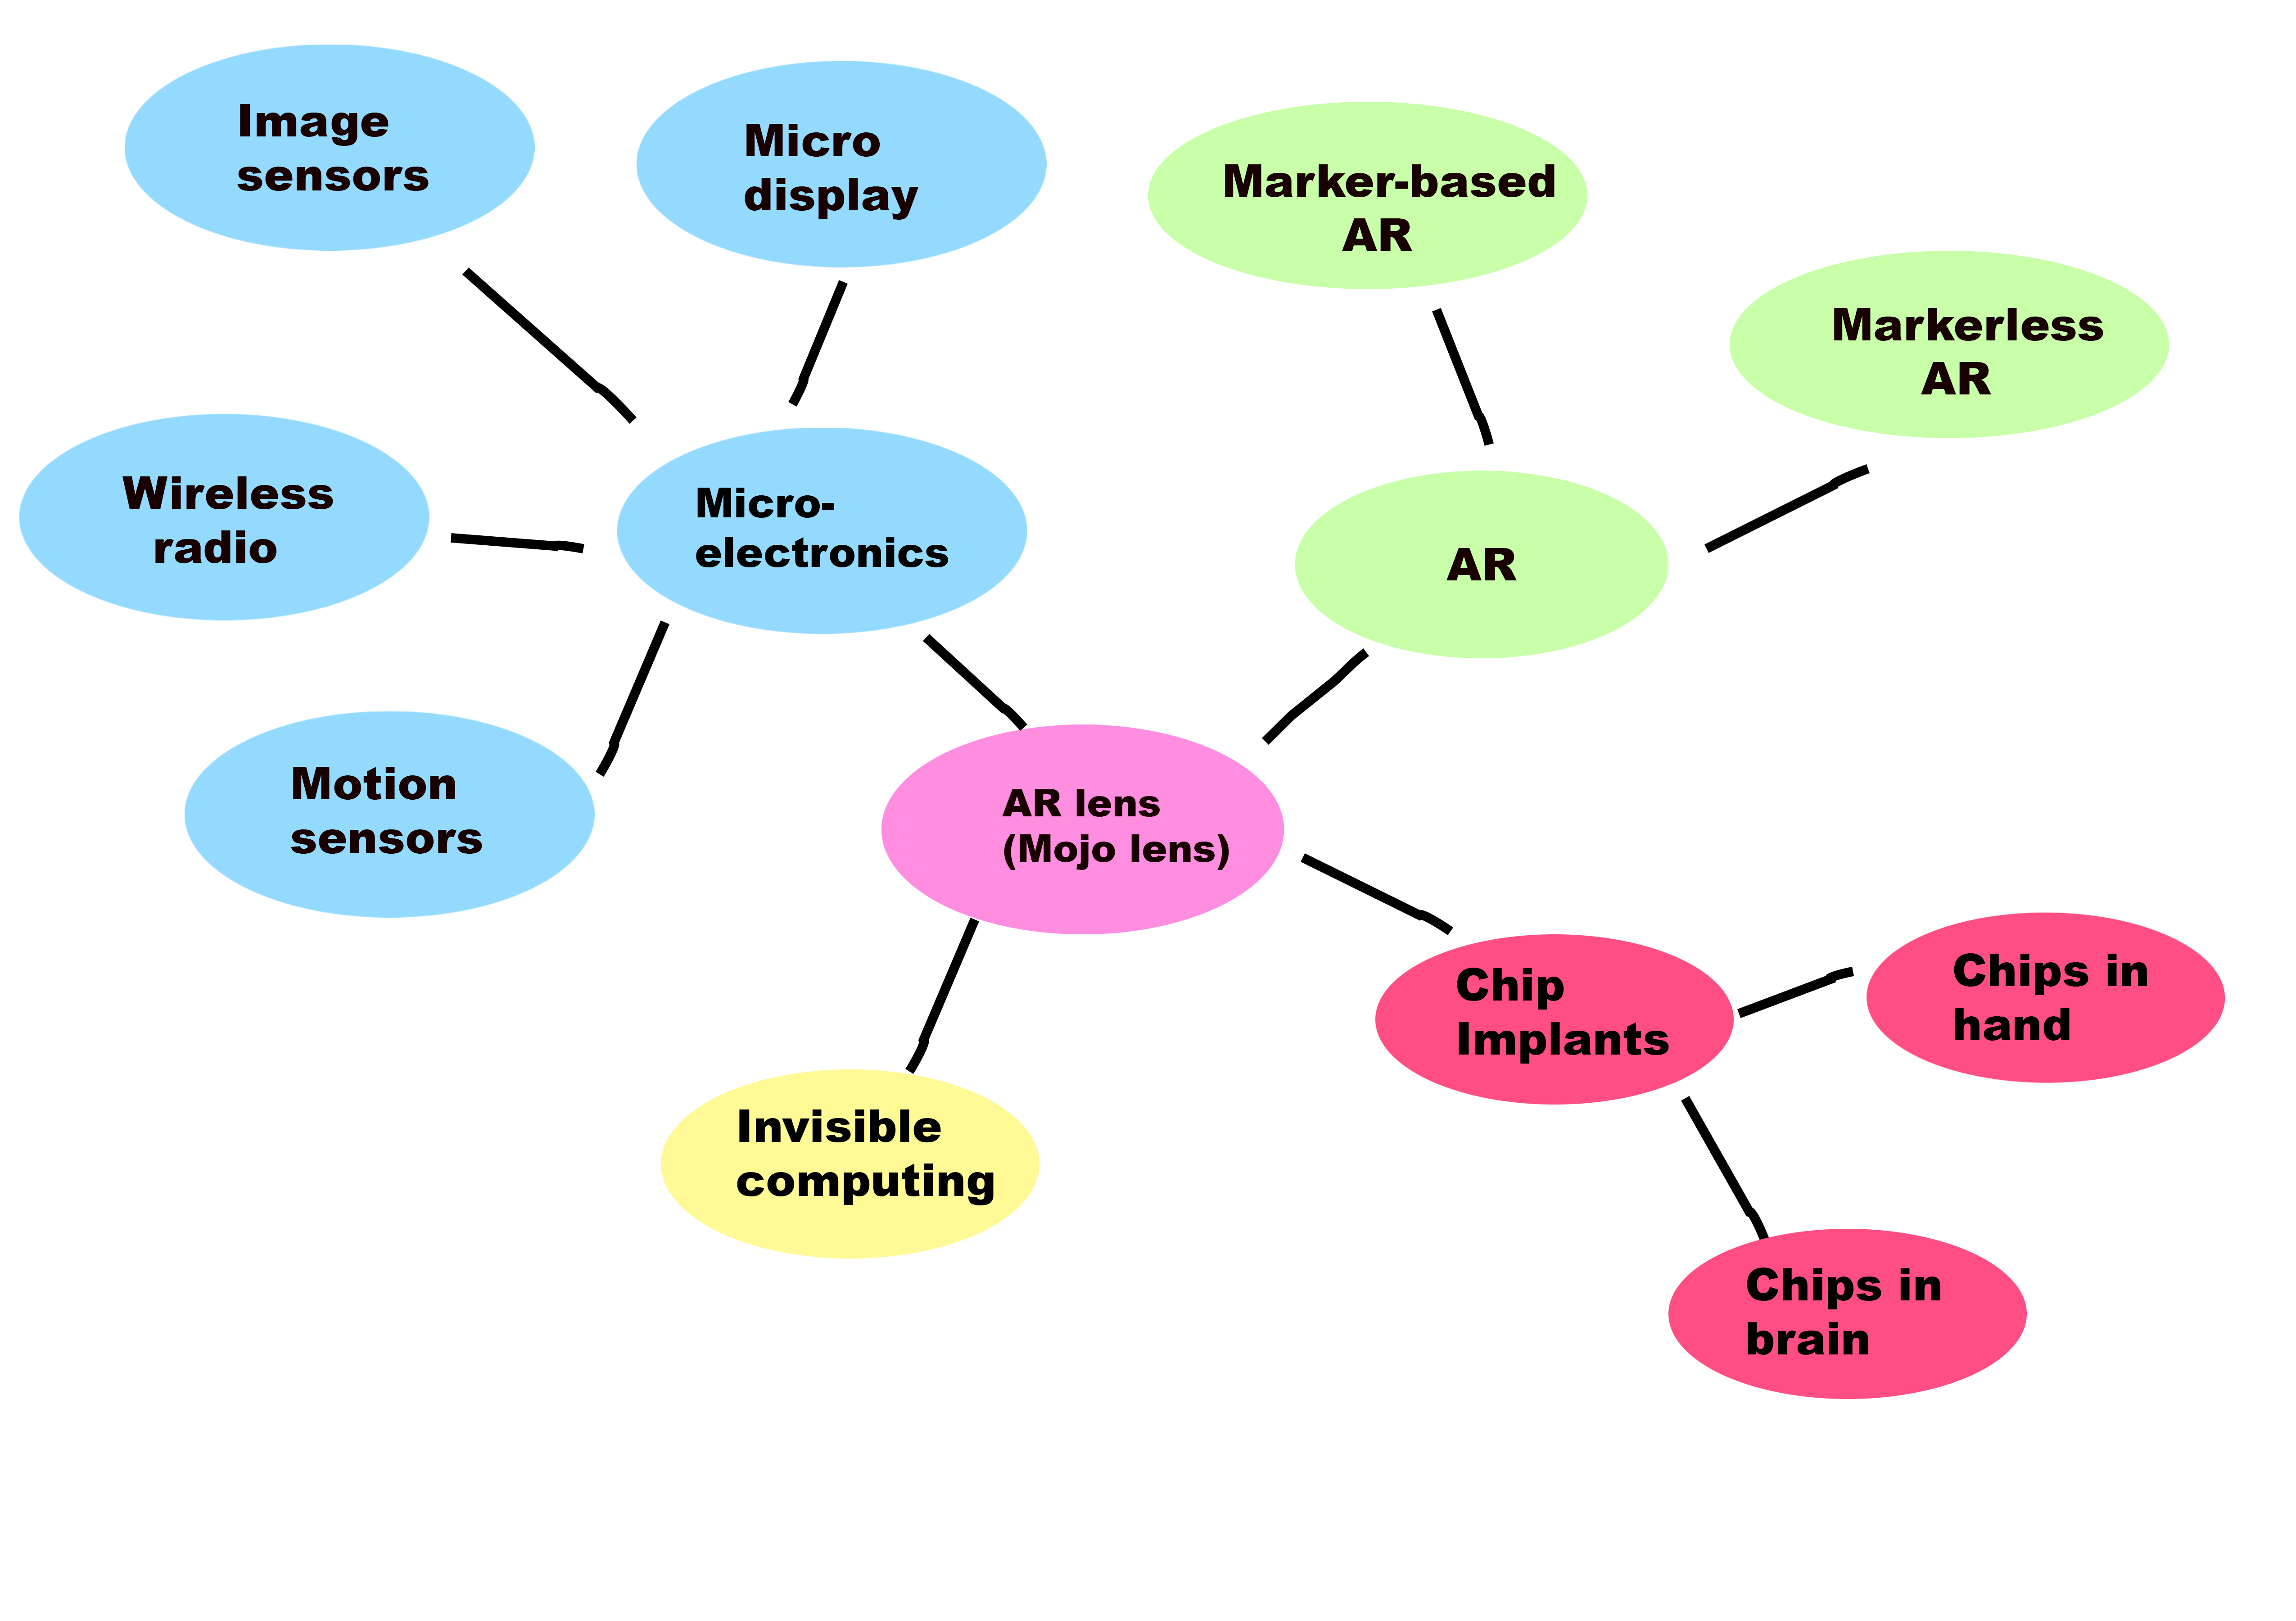 Image
sensors
Micro
display
Marker-based
AR
Markerless
AR
Wireless
radio
Micro-
electronics
AR
Motion
sensors
AR lens
(Mojo lens)
Chip
Implants
Chips in
hand
Invisible
computing
Chips in
brain